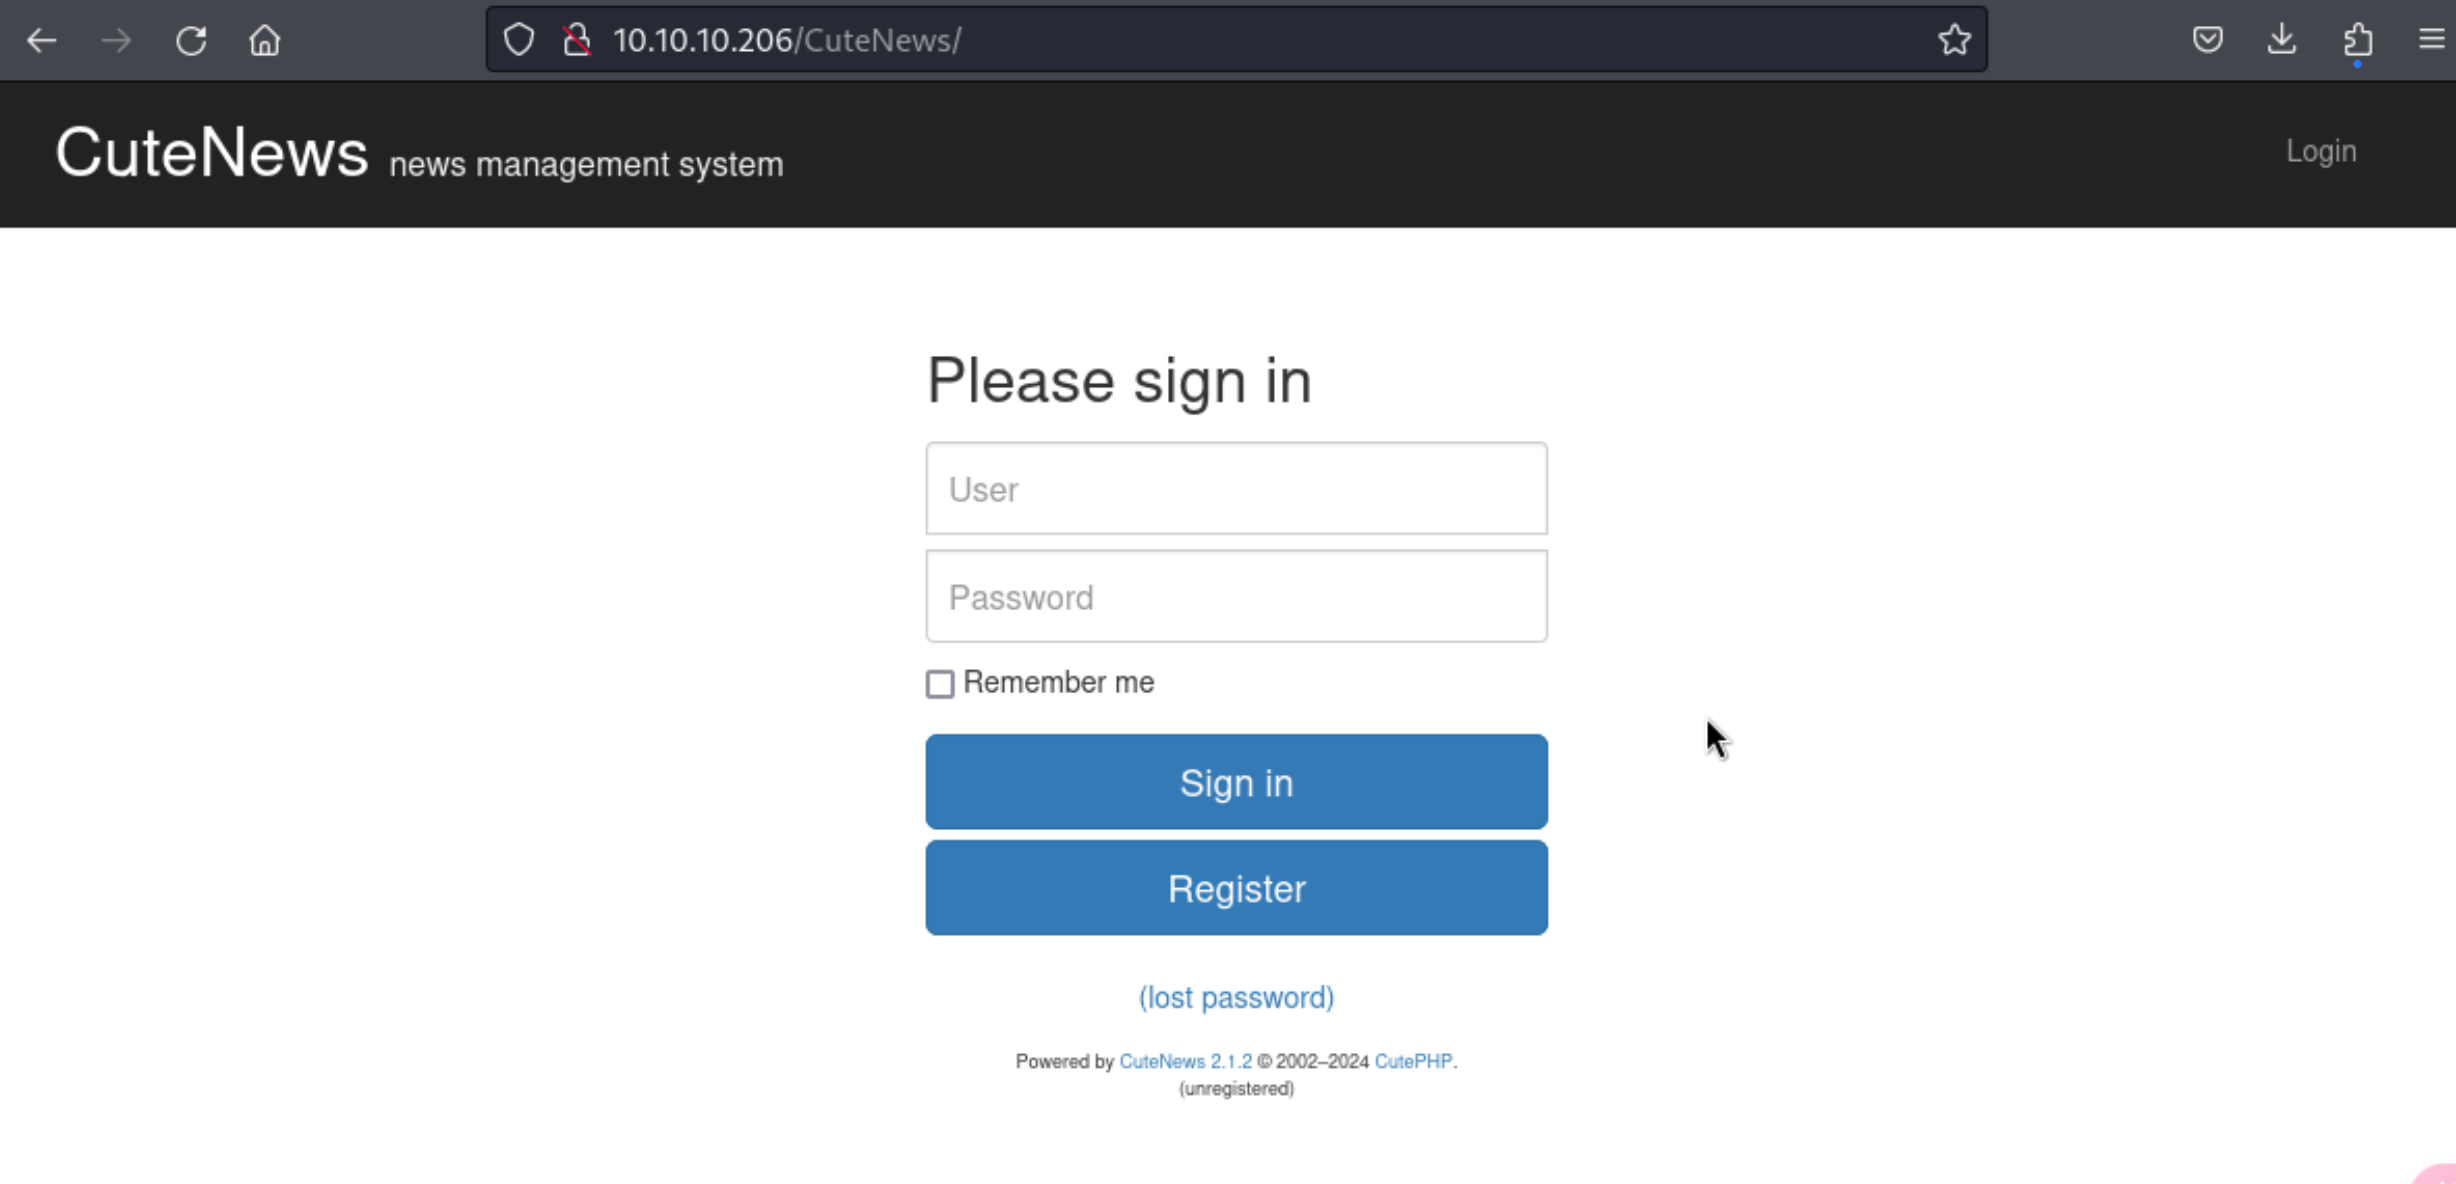 10.10.10.206/CuteNews/
CuteNews news management system
Login
Please sign in
User
Password
Remember me
Sign in
Register
(lost password)
Powered by CuteNews 2.1.2 © 2002–2024 CutePHP.
(unregistered)